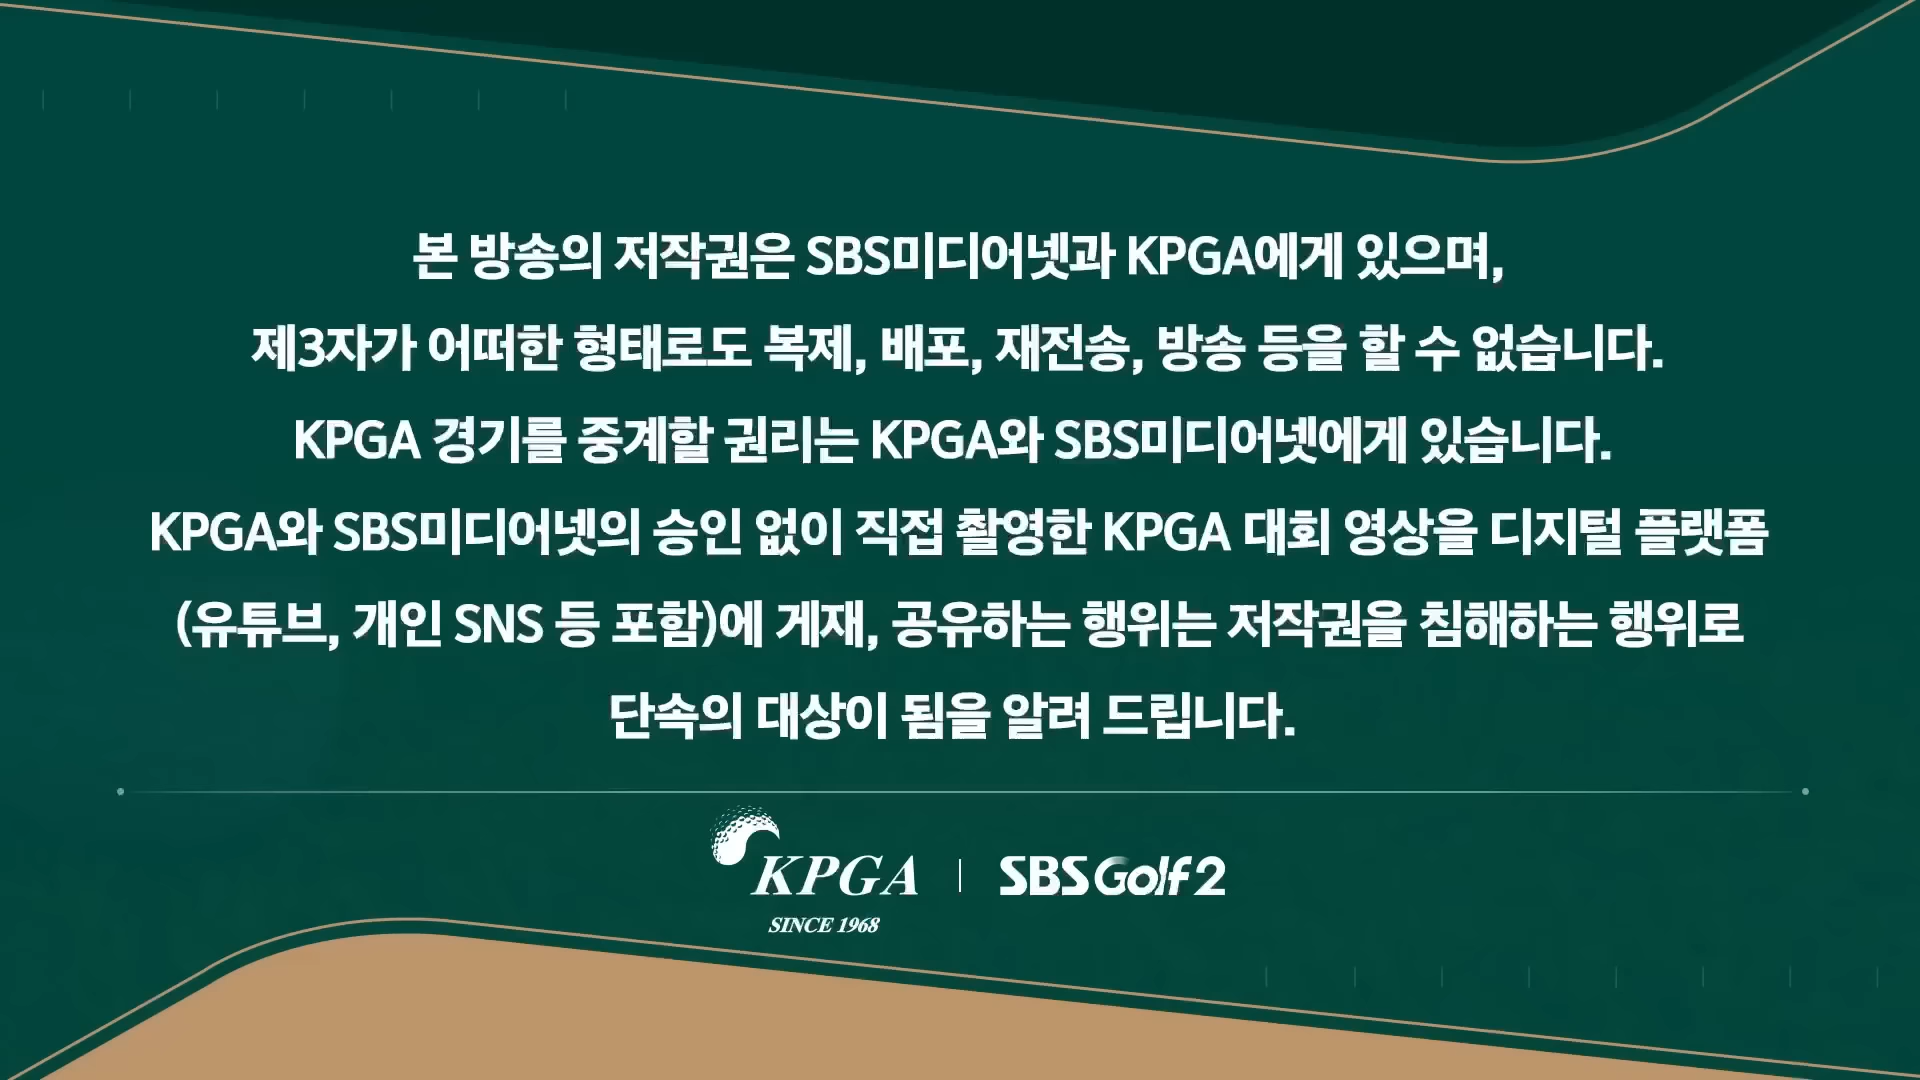 본 방송의 저작권은 SBS미디어넷과 KPGA에게 있으며,
제3자가 어떠한 형태로도 복제, 배포, 재전송, 방송 등을 할 수 없습니다.
KPGA 경기를 중계할 권리는 KPGA와 SBS미디어넷에게 있습니다.
KPGA와 SBS미디어넷의 승인 없이 직접 촬영한 KPGA 대회 영상을 디지털 플랫폼
(유튜브, 개인 SNS 등 포함)에 게재, 공유하는 행위는 저작권을 침해하는 행위로
단속의 대상이 됨을 알려 드립니다.
KPGA
SINCE 1968
SBS Golf 2